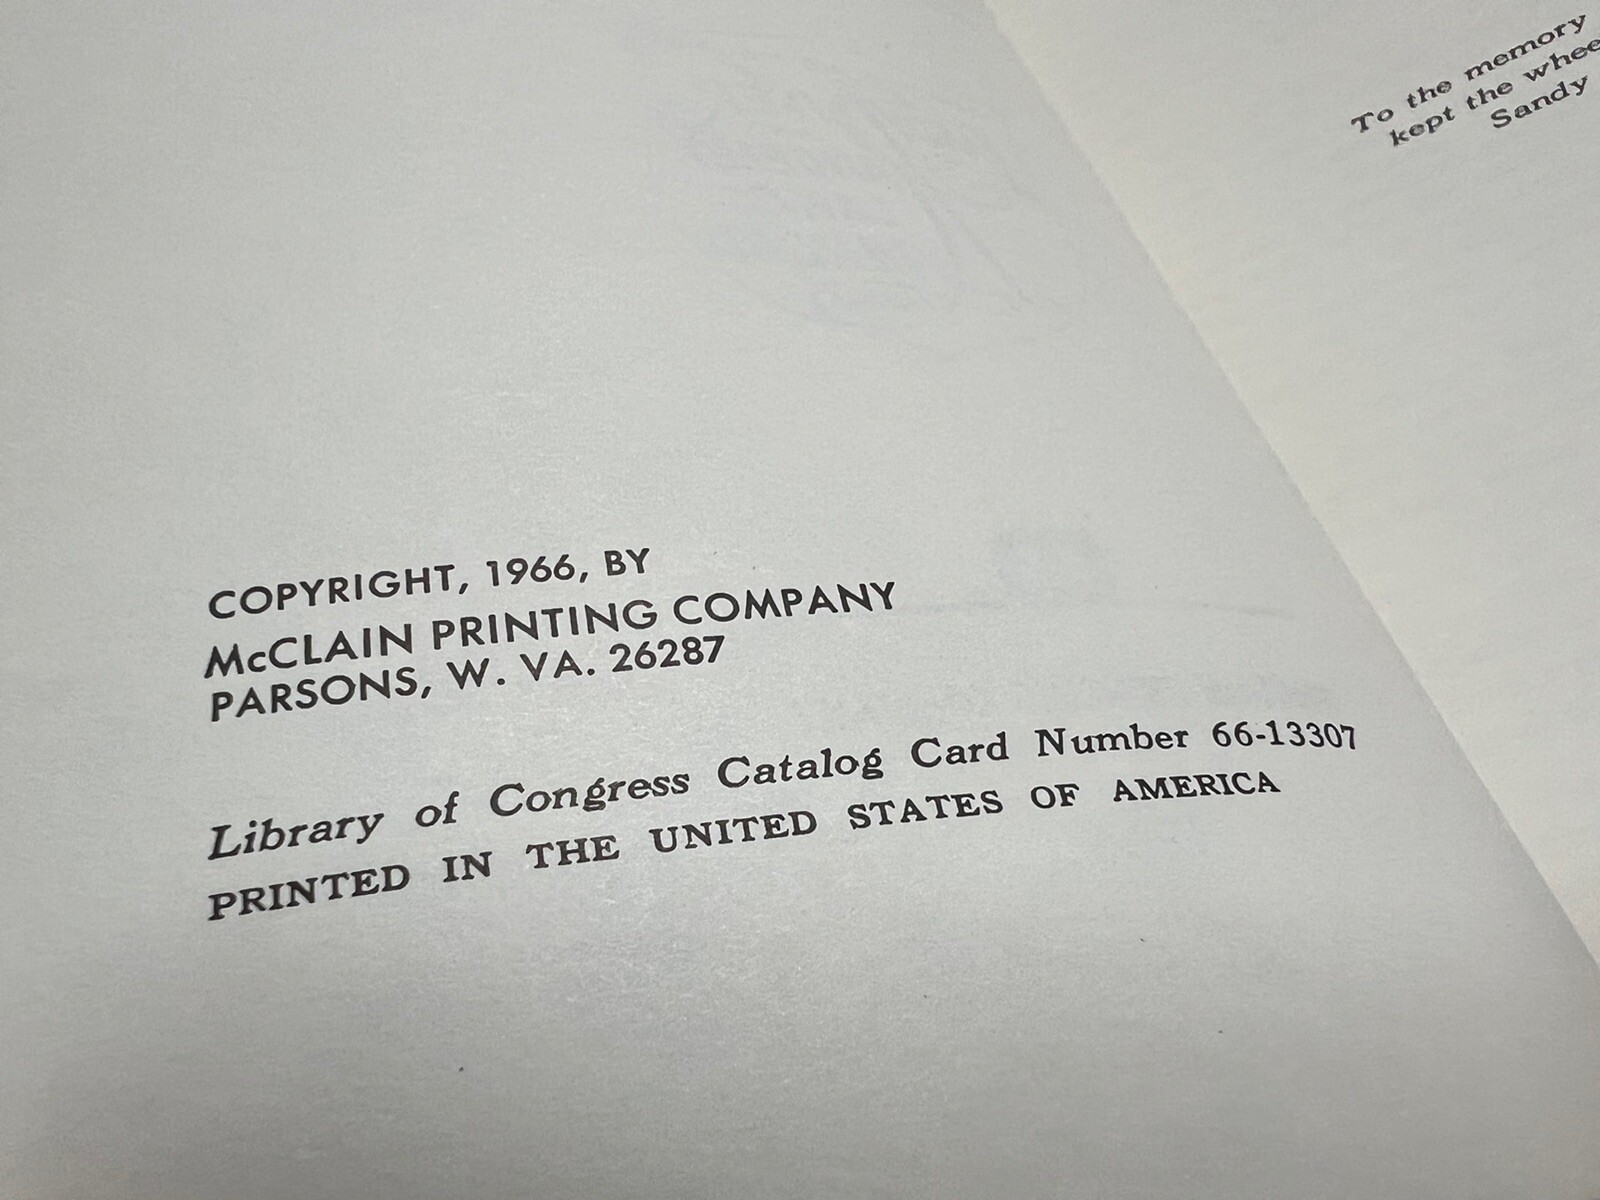 COPYRIGHT, 1966, BY
McCLAIN PRINTING COMPANY
PARSONS, W. VA. 26287
Library of Congress Catalog Card Number 66-13307
PRINTED IN THE UNITED STATES OF AMERICA
To the memory
kept the whee
Sandy